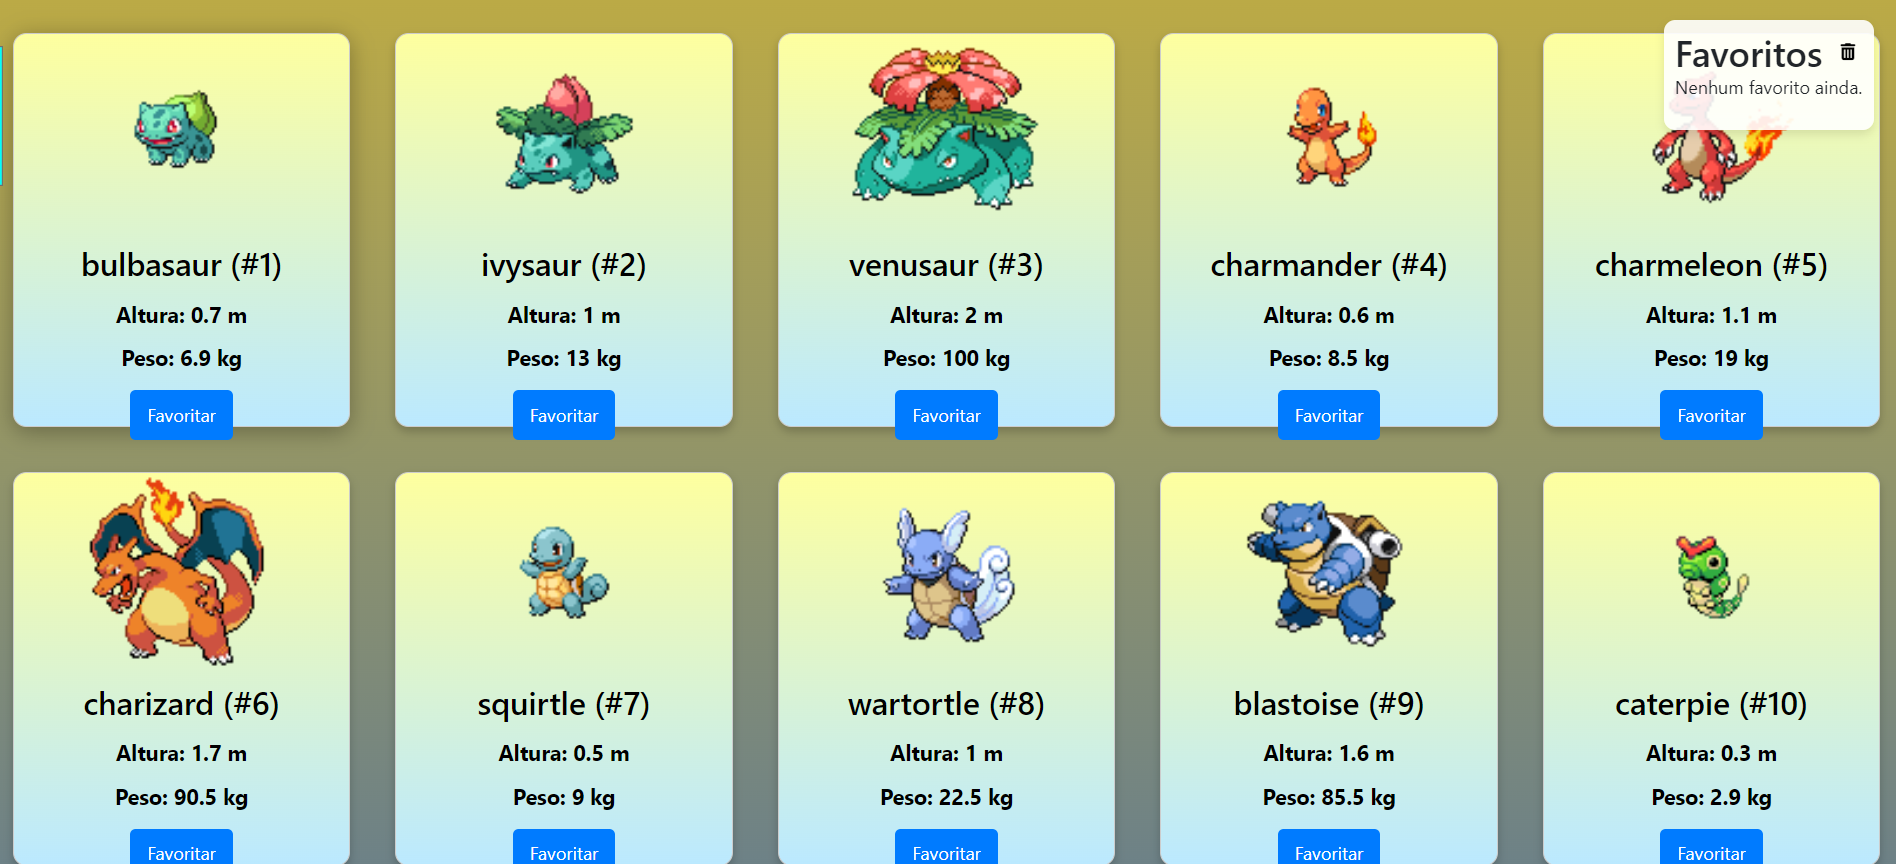 Favoritos
Nenhum favorito ainda.
bulbasaur (#1)
Altura: 0.7 m
Peso: 6.9 kg
Favoritar
ivysaur (#2)
Altura: 1 m
Peso: 13 kg
Favoritar
venusaur (#3)
Altura: 2 m
Peso: 100 kg
Favoritar
charmander (#4)
Altura: 0.6 m
Peso: 8.5 kg
Favoritar
charmeleon (#5)
Altura: 1.1 m
Peso: 19 kg
Favoritar
charizard (#6)
Altura: 1.7 m
Peso: 90.5 kg
Favoritar
squirtle (#7)
Altura: 0.5 m
Peso: 9 kg
Favoritar
wartortle (#8)
Altura: 1 m
Peso: 22.5 kg
Favoritar
blastoise (#9)
Altura: 1.6 m
Peso: 85.5 kg
Favoritar
caterpie (#10)
Altura: 0.3 m
Peso: 2.9 kg
Favoritar